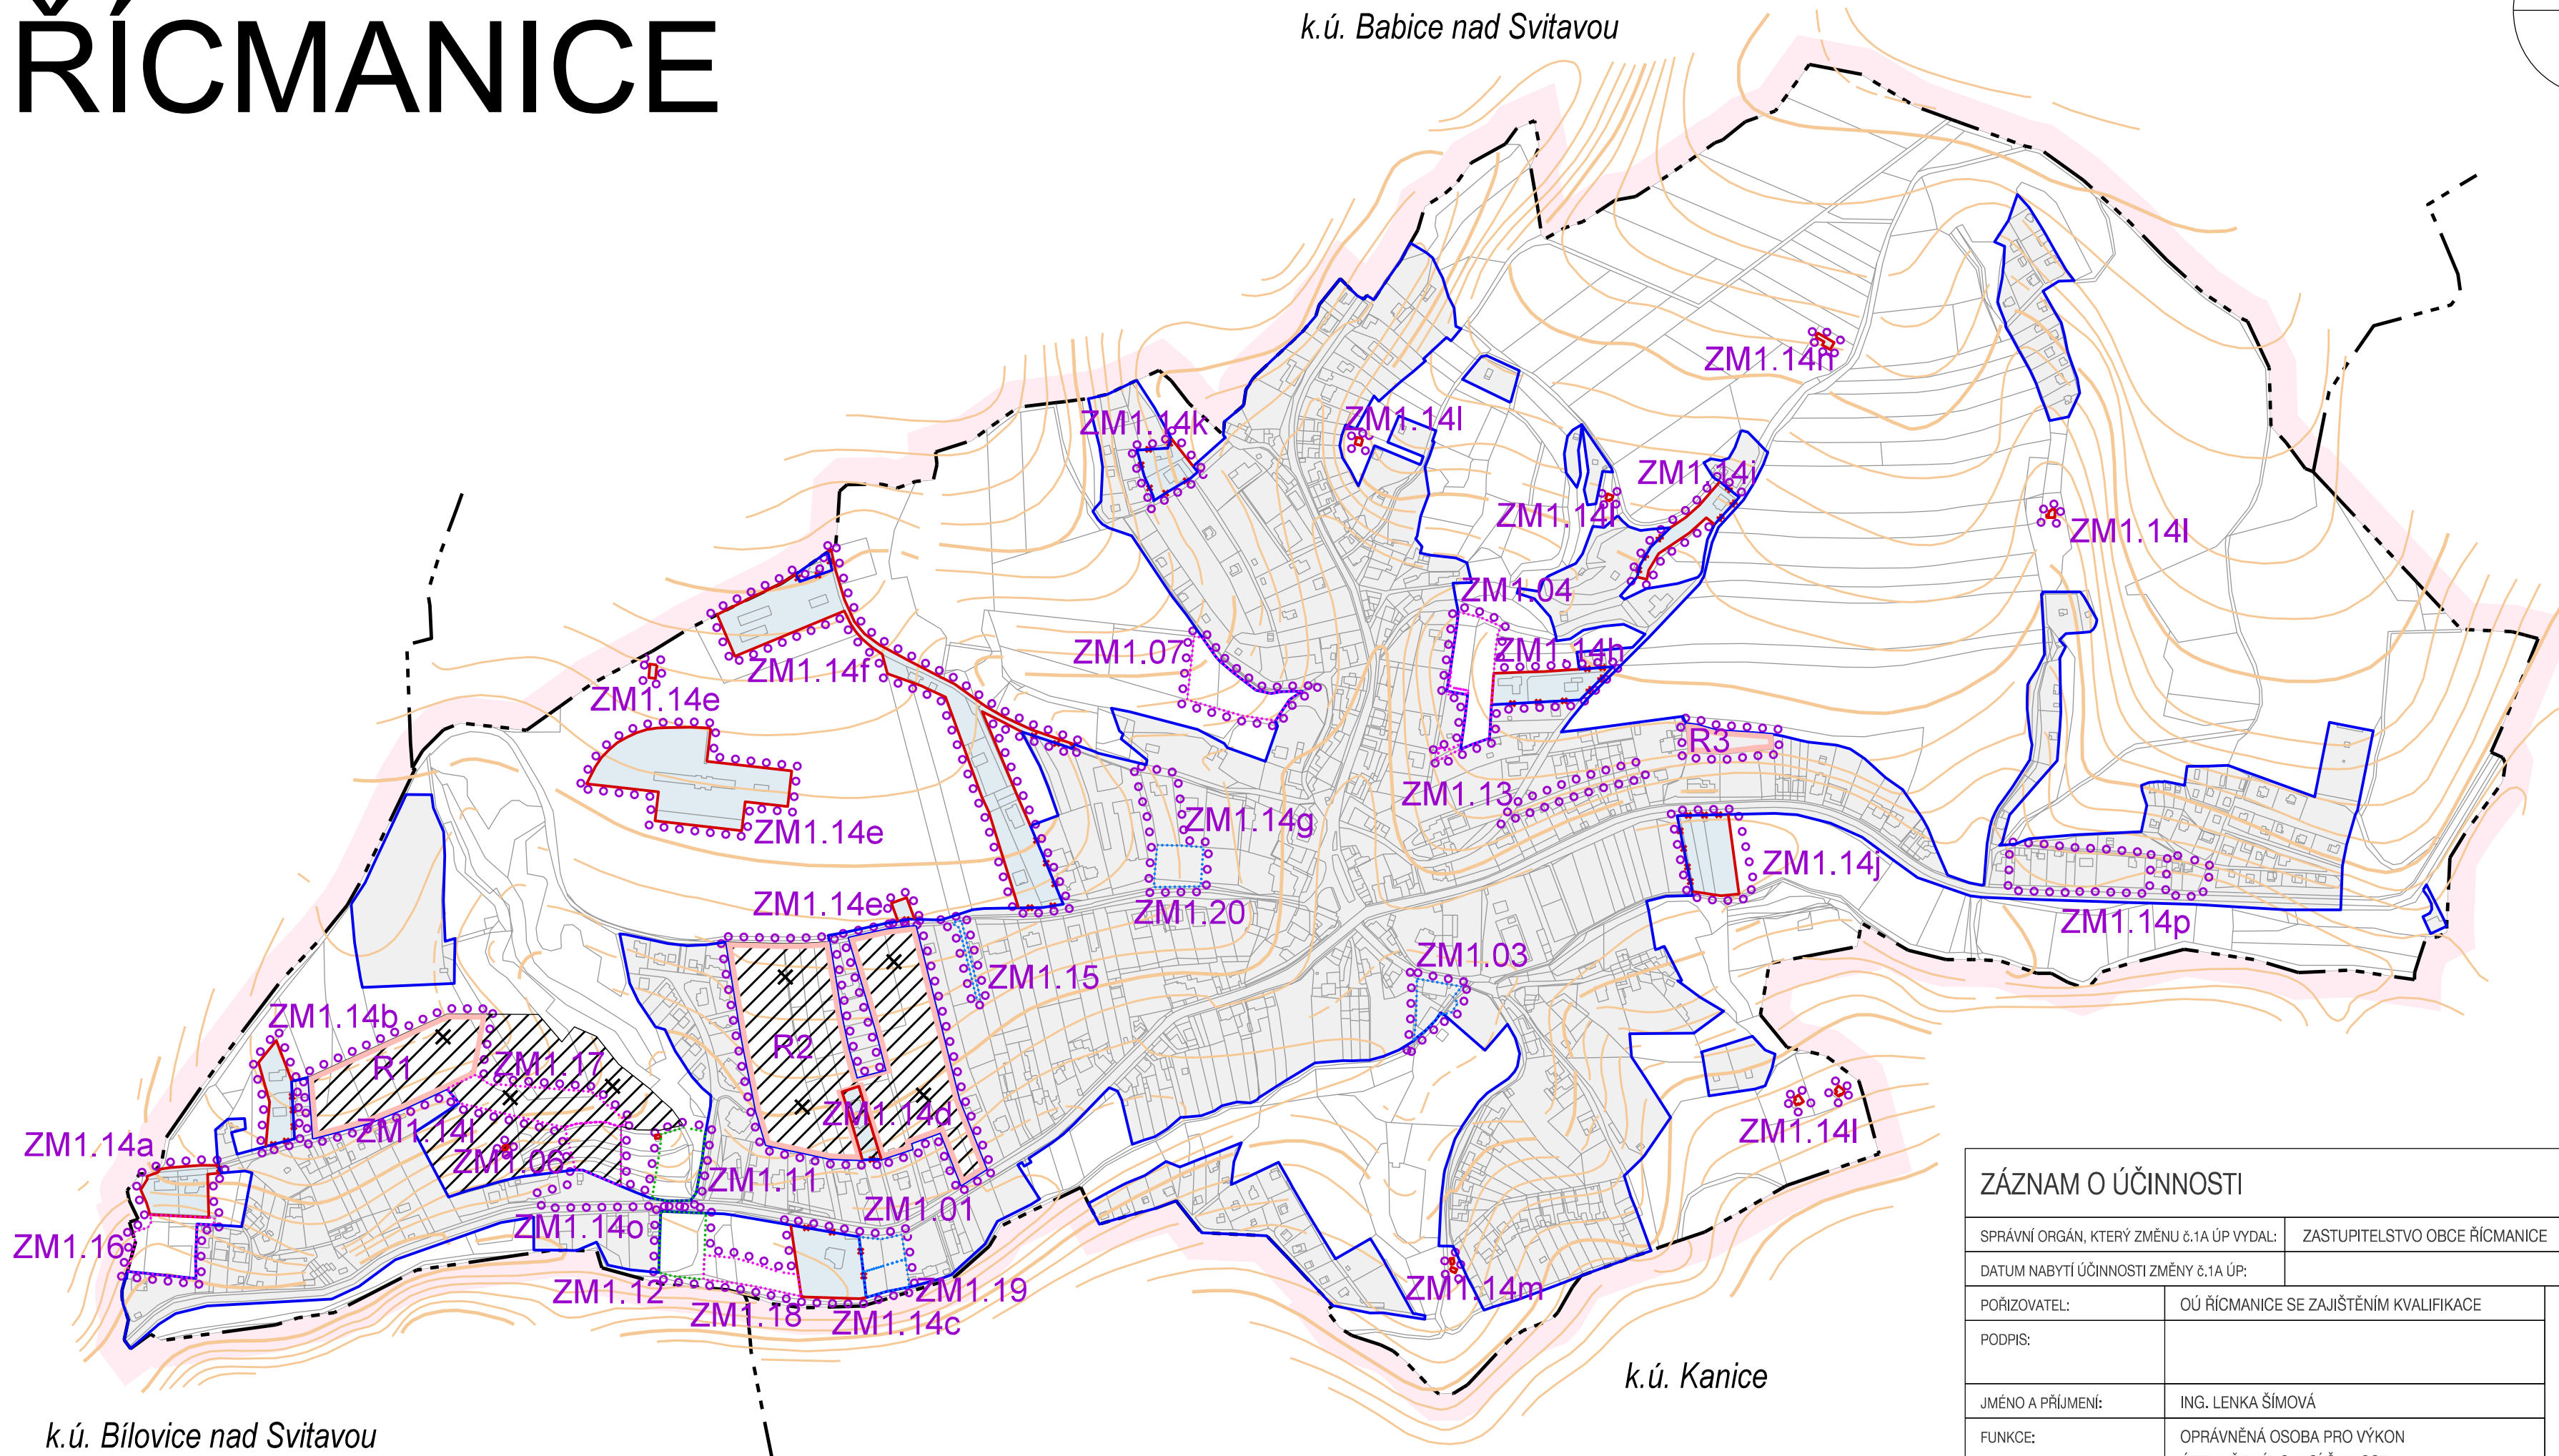 ŘÍCMANICE
k.ú. Babice nad Svitavou
ZM1.14n
ZM1.14k
ZM1.14l
ZM1.14i
ZM1.14l
ZM1.14l
ZM1.04
ZM1.07
ZM1.14h
ZM1.14f
ZM1.14e
R3
ZM1.13
ZM1.14g
ZM1.14e
ZM1.14j
ZM1.14e
ZM1.20
ZM1.14p
ZM1.03
ZM1.15
ZM1.14b
R2
R1
ZM1.17
ZM1.14d
ZM1.14l
ZM1.14l
ZM1.14a
ZM1.06
ZM1.11
ZM1.01
ZM1.14o
ZM1.16
ZM1.12
ZM1.19
ZM1.14m
ZM1.18
ZM1.14c
k.ú. Kanice
k.ú. Bílovice nad Svitavou
ZÁZNAM O ÚČINNOSTI
SPRÁVNÍ ORGÁN, KTERÝ ZMĚNU č.1A ÚP VYDAL: ZASTUPITELSTVO OBCE ŘÍCMANICE
DATUM NABYTÍ ÚČINNOSTI ZMĚNY č.1A ÚP:
POŘIZOVATEL: OÚ ŘÍCMANICE SE ZAJIŠTĚNÍM KVALIFIKACE
PODPIS:
JMÉNO A PŘÍJMENÍ: ING. LENKA ŠÍMOVÁ
FUNKCE: OPRÁVNĚNÁ OSOBA PRO VÝKON